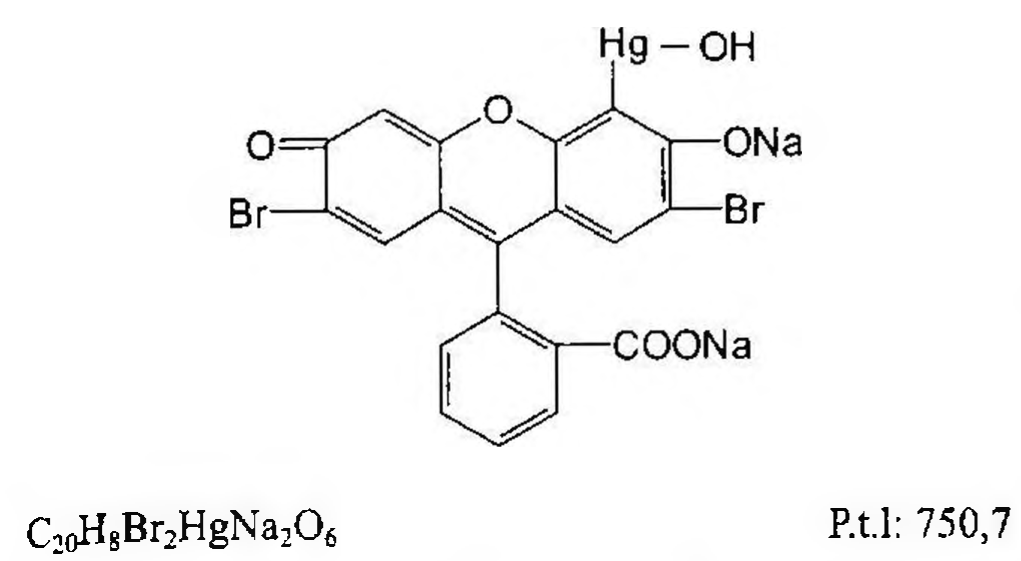 Hg – OH
O
O
ONa
Br
Br
COONa
C₂₀H₈Br₂HgNa₂O₆
P.t.l: 750,7